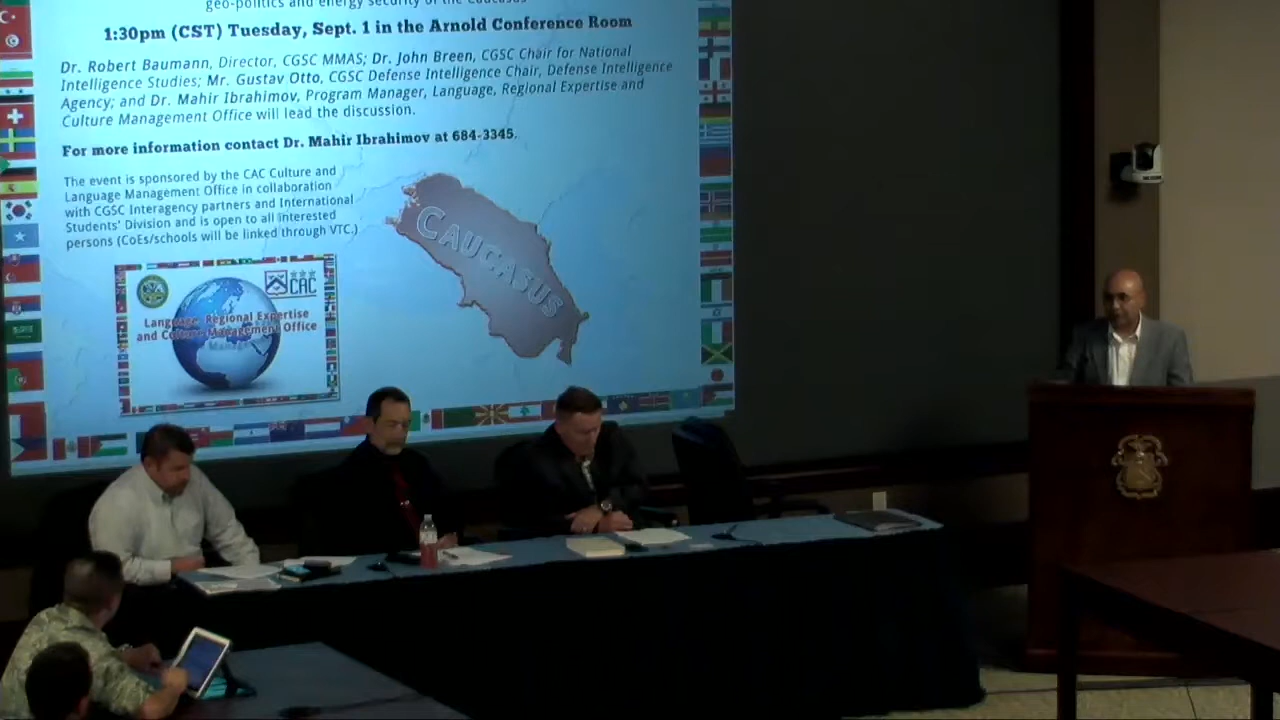 geo-politics and energy security of the Caucasus
1:30pm (CST) Tuesday, Sept. 1 in the Arnold Conference Room
Dr. Robert Baumann, Director, CGSC MMAS; Dr. John Breen, CGSC Chair for National
Intelligence Studies; Mr. Gustav Otto, CGSC Defense Intelligence Chair, Defense Intelligence
Agency; and Dr. Mahir Ibrahimov, Program Manager, Language, Regional Expertise and
Culture Management Office will lead the discussion.
For more information contact Dr. Mahir Ibrahimov at 684-3345.
The event is sponsored by the CAC Culture and
Language Management Office in collaboration
with CGSC Interagency partners and International
Students' Division and is open to all interested
persons (CoEs/schools will be linked through VTC.)
CAUCASUS
CAC
Language, Regional Expertise
and Culture Management Office